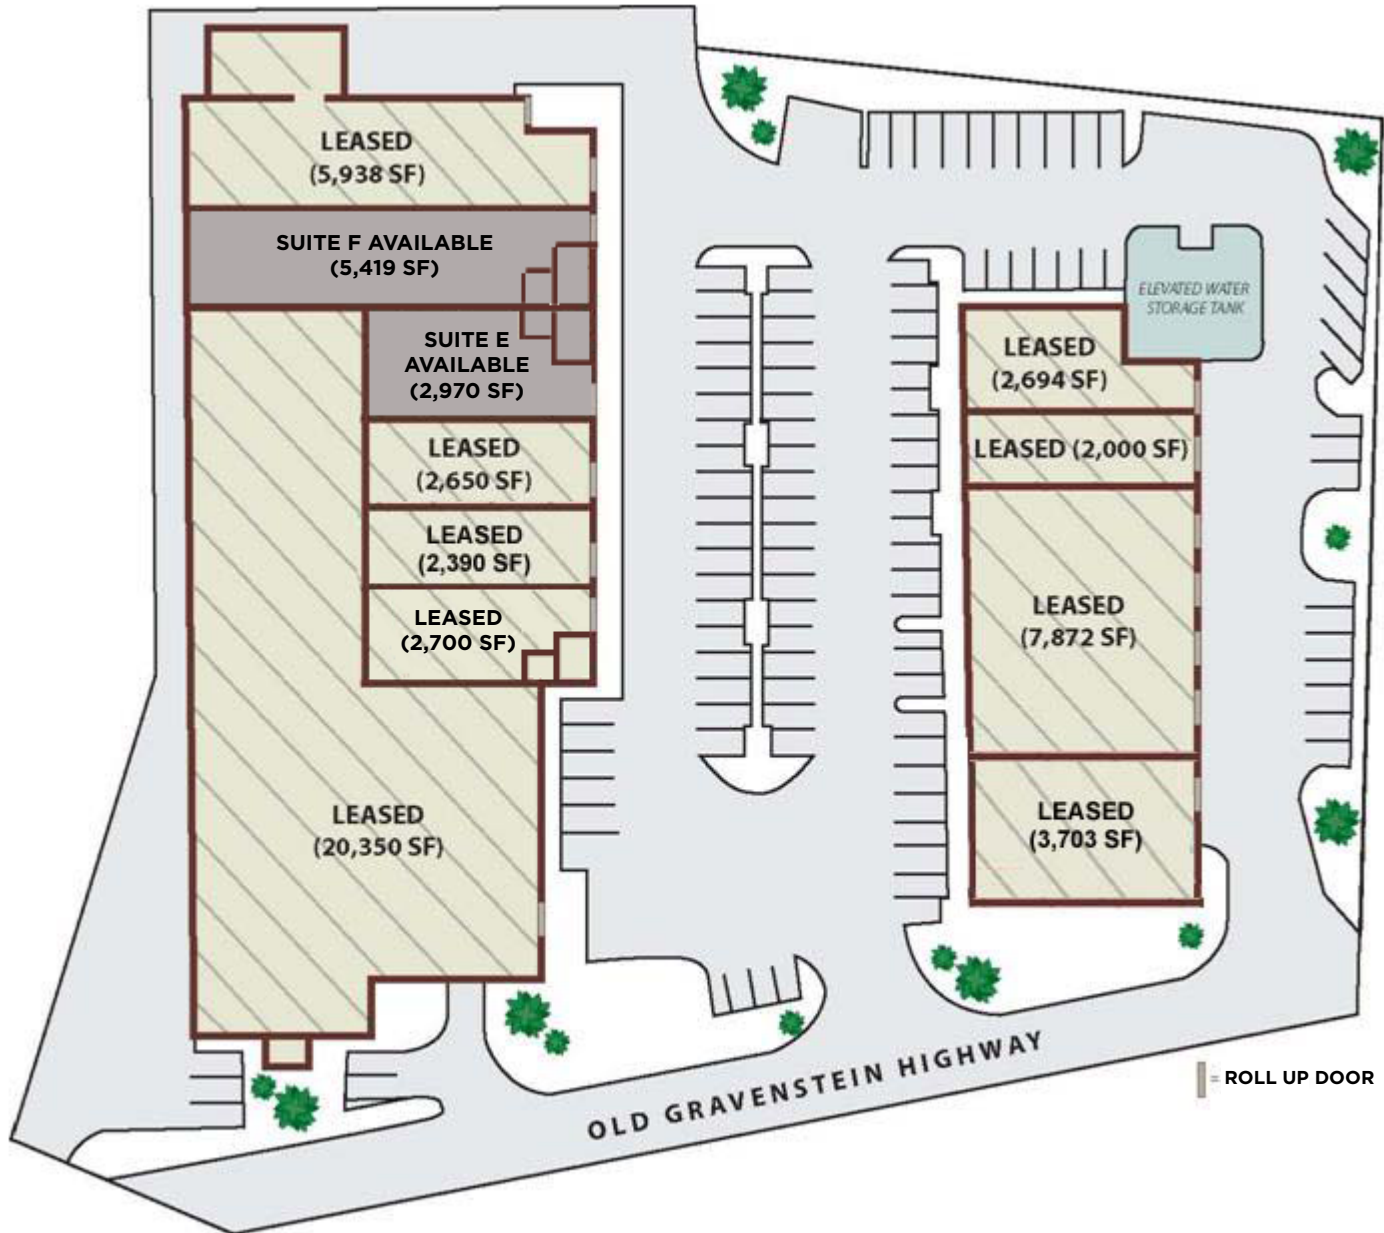 LEASED
(5,938 SF)
SUITE F AVAILABLE
(5,419 SF)
SUITE E
AVAILABLE
(2,970 SF)
LEASED
(2,650 SF)
LEASED
(2,390 SF)
LEASED
(2,700 SF)
LEASED
(20,350 SF)
ELEVATED WATER
STORAGE TANK
LEASED
(2,694 SF)
LEASED (2,000 SF)
LEASED
(7,872 SF)
LEASED
(3,703 SF)
OLD GRAVENSTEIN HIGHWAY
= ROLL UP DOOR